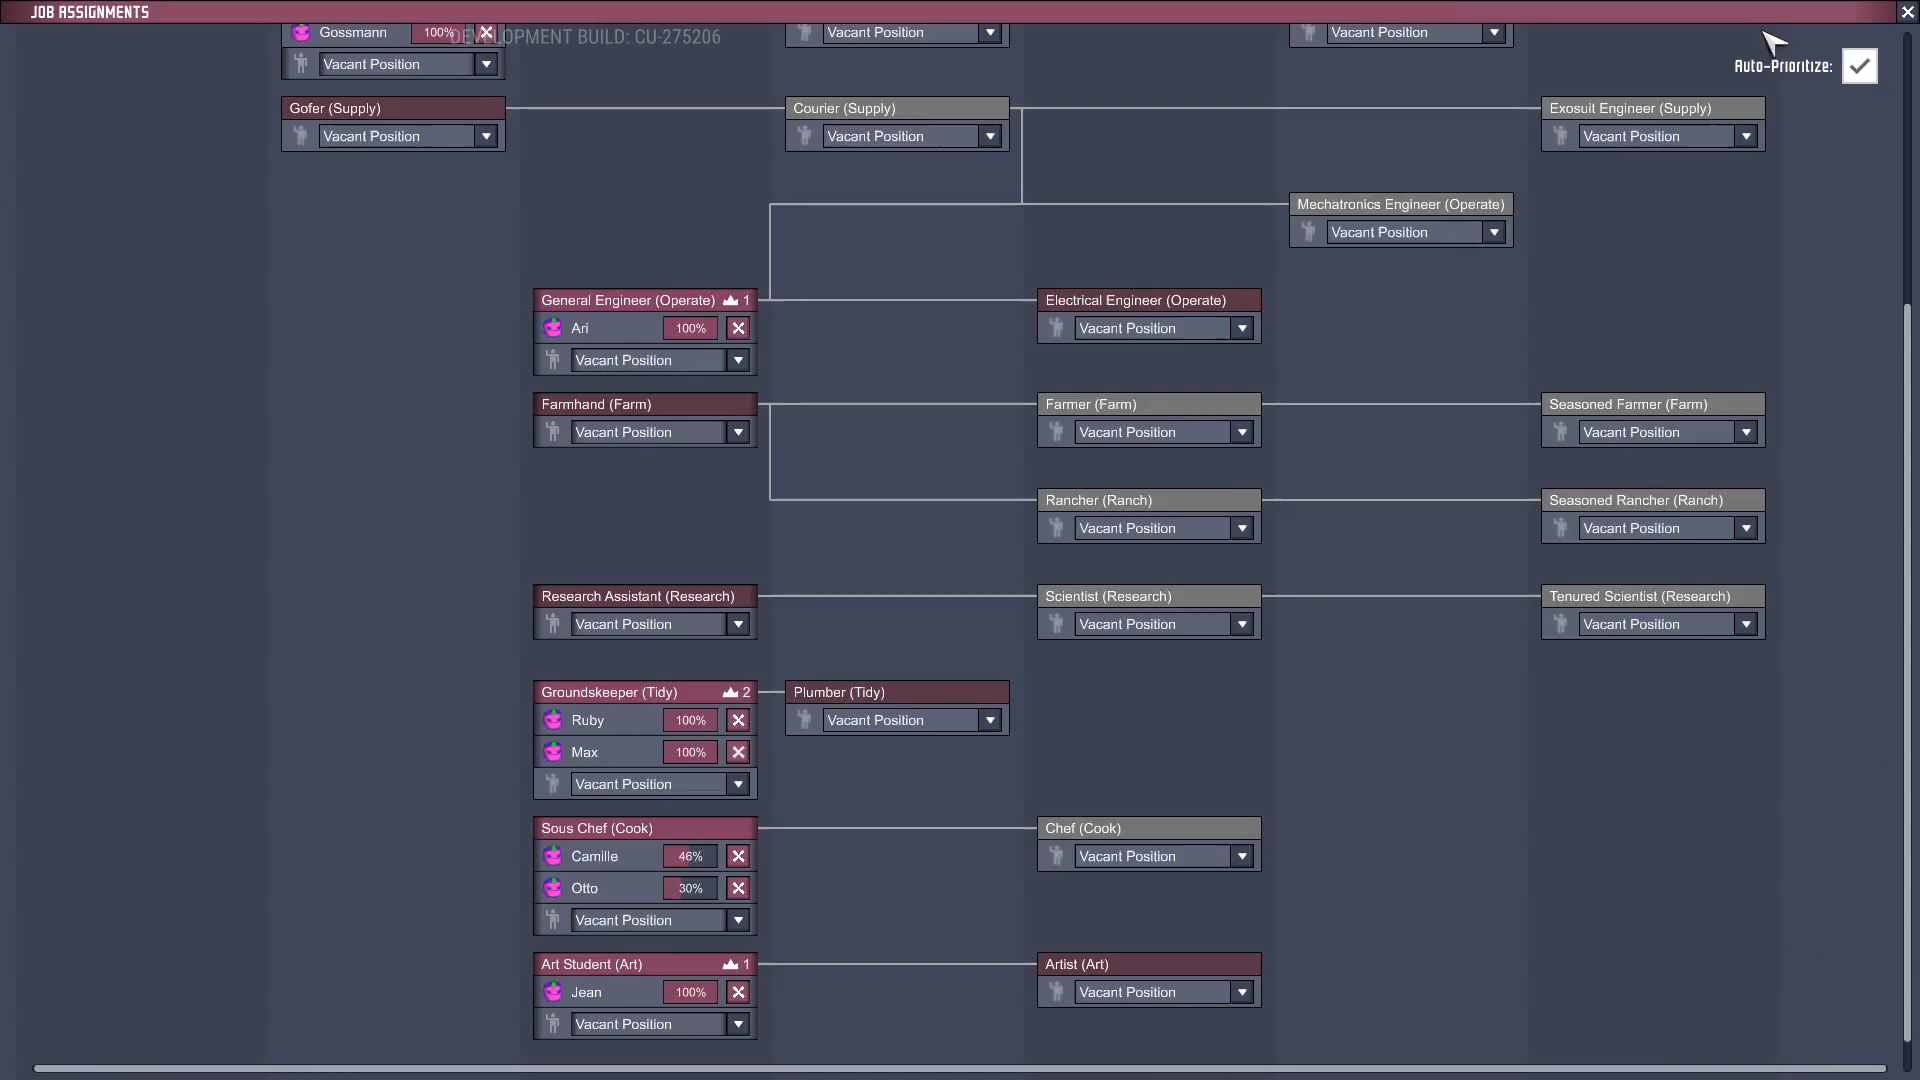 JOB ASSIGNMENTS
Gossmann 100%
Vacant Position
Vacant Position
DEVELOPMENT BUILD: CU-275206
Vacant Position
Auto-Prioritize:
Gofer (Supply)
Vacant Position
Courier (Supply)
Vacant Position
Exosuit Engineer (Supply)
Vacant Position
Mechatronics Engineer (Operate)
Vacant Position
General Engineer (Operate) 1
Ari 100%
Vacant Position
Electrical Engineer (Operate)
Vacant Position
Farmhand (Farm)
Vacant Position
Farmer (Farm)
Vacant Position
Seasoned Farmer (Farm)
Vacant Position
Rancher (Ranch)
Vacant Position
Seasoned Rancher (Ranch)
Vacant Position
Research Assistant (Research)
Vacant Position
Scientist (Research)
Vacant Position
Tenured Scientist (Research)
Vacant Position
Groundskeeper (Tidy) 2
Ruby 100%
Max 100%
Vacant Position
Plumber (Tidy)
Vacant Position
Sous Chef (Cook)
Camille 46%
Otto 30%
Vacant Position
Chef (Cook)
Vacant Position
Art Student (Art) 1
Jean 100%
Vacant Position
Artist (Art)
Vacant Position